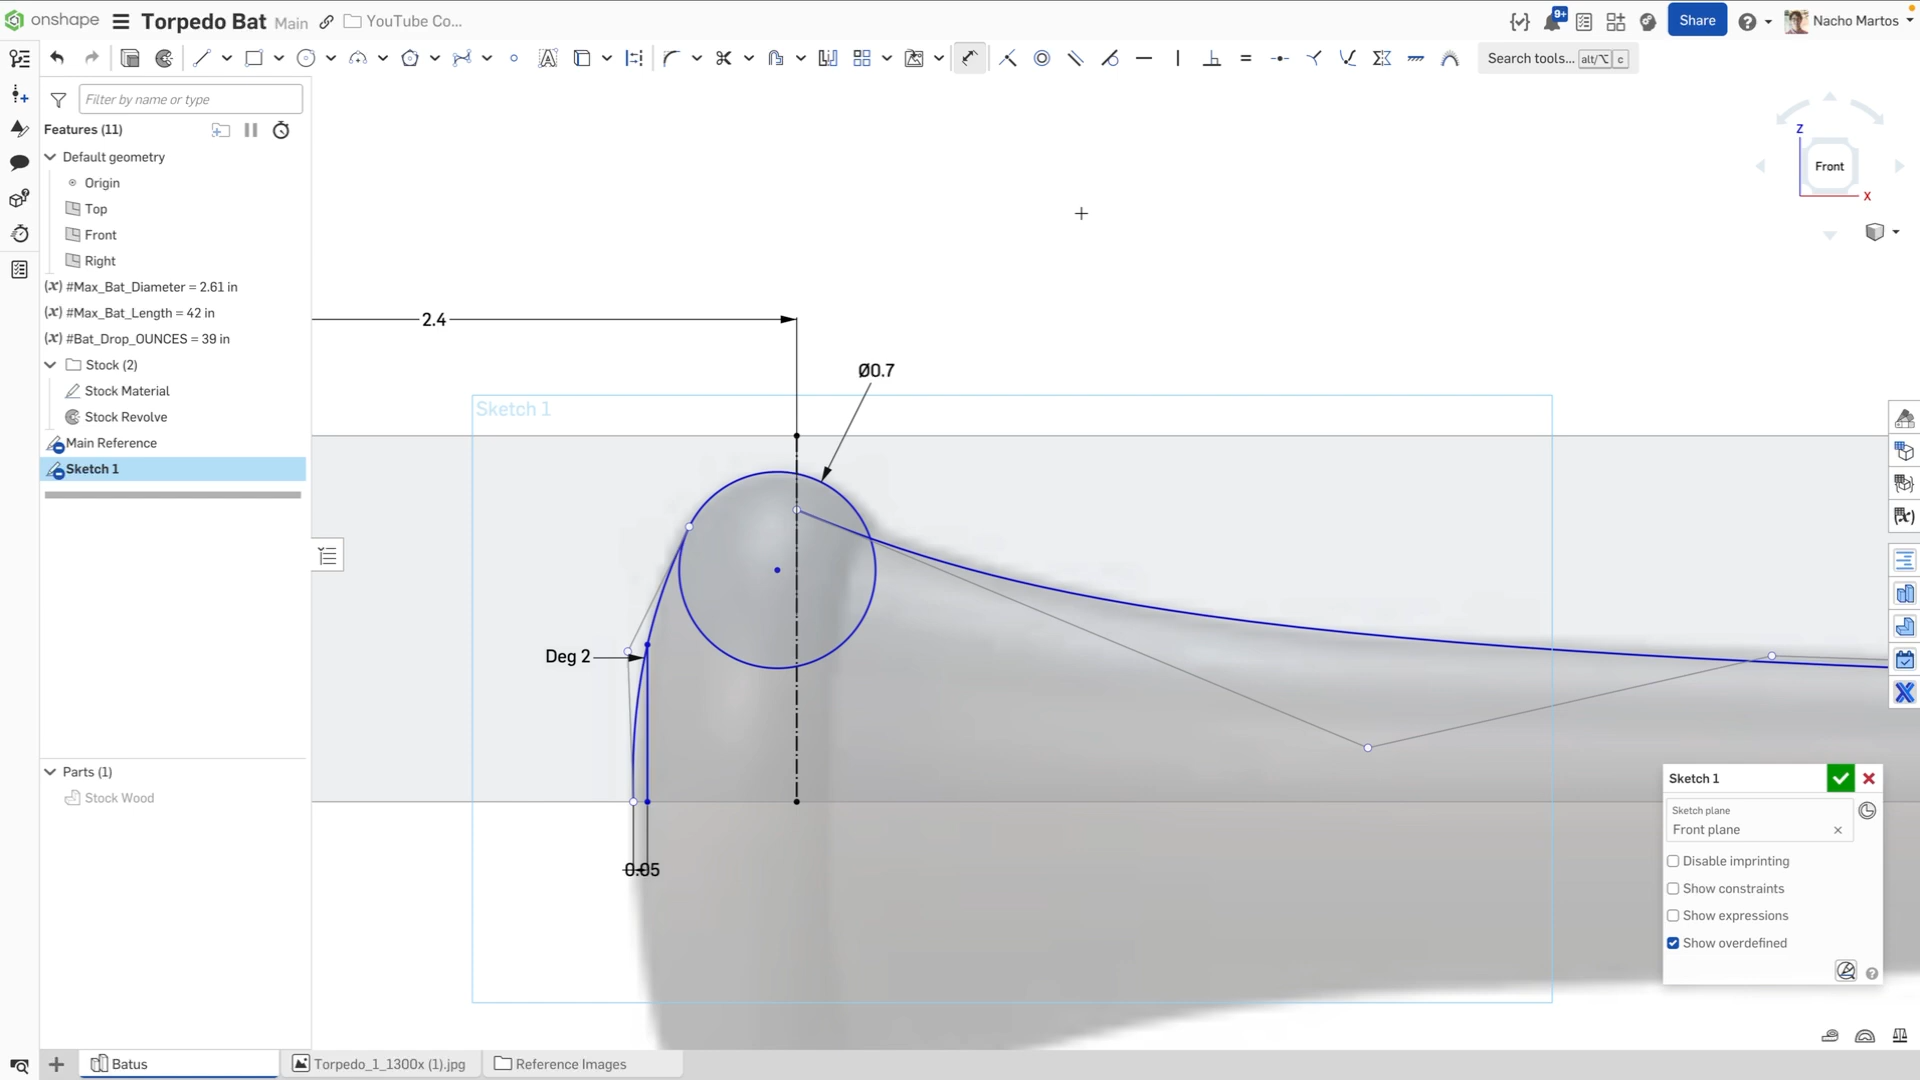 onshape Torpedo Bat Main YouTube Co... 9+ Share Nacho Martos
Search tools... alt/⌥ c
Filter by name or type
Features (11)
Default geometry
Origin
Top
Front
Right
(x) #Max_Bat_Diameter = 2.61 in
(x) #Max_Bat_Length = 42 in
(x) #Bat_Drop_OUNCES = 39 in
Stock (2)
Stock Material
Stock Revolve
Main Reference
Sketch 1
Parts (1)
Stock Wood
Z
Front
X
2.4
Ø0.7
Sketch 1
Deg 2
0.05
Sketch 1
Sketch plane
Front plane
Disable imprinting
Show constraints
Show expressions
Show overdefined
Batus Torpedo_1_1300x (1).jpg Reference Images